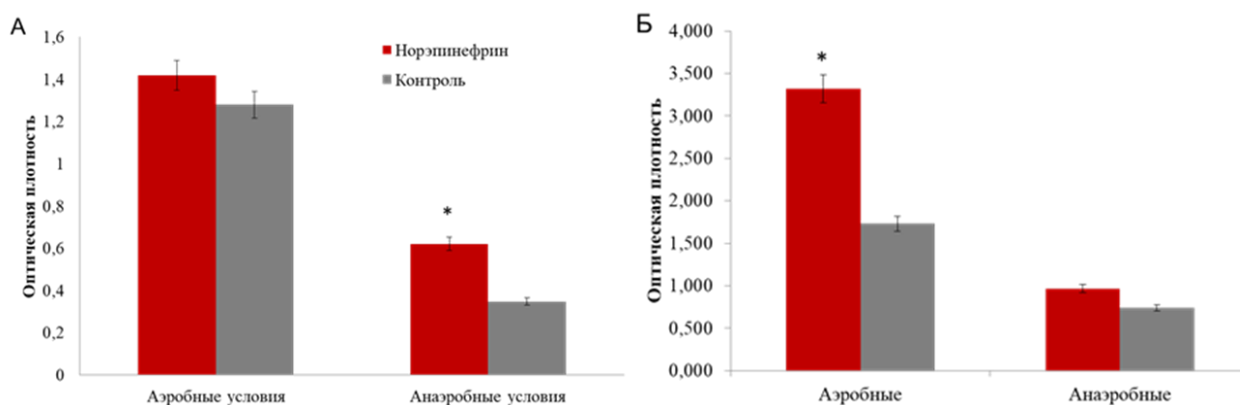 А
Оптическая плотность
1,6
1,4
1,2
1
0,8
0,6
0,4
0,2
0
Норэпинефрин
Контроль
*
Аэробные условия
Анаэробные условия
Б
Оптическая плотность
4,000
3,500
3,000
2,500
2,000
1,500
1,000
0,500
0,000
*
Аэробные
Анаэробные